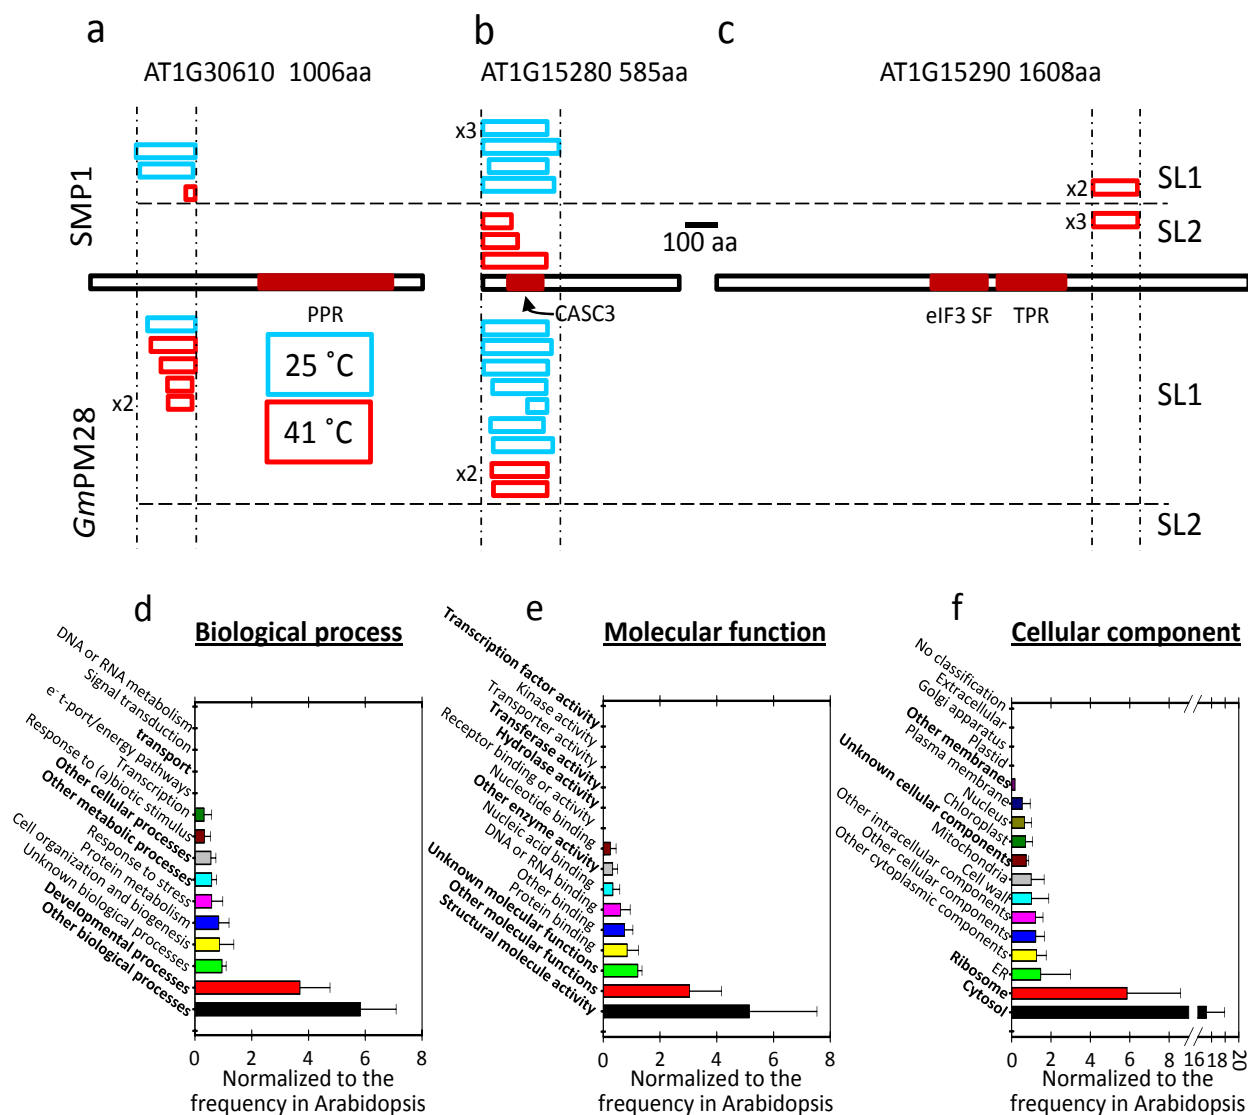 a
b
c
AT1G30610 1006aa
AT1G15280 585aa
AT1G15290 1608aa
SMP1
x3
x2
SL1
x3
SL2
100 aa
PPR
CASC3
eIF3 SF
TPR
25 ˚C
41 ˚C
x2
x2
SL1
GmPM28
SL2
d
Biological process
DNA or RNA metabolism
Signal transduction
transport
e- t-port/energy pathways
Transcription
Response to (a)biotic stimulus
Other cellular processes
Other metabolic processes
Response to stress
Protein metabolism
Cell organization and biogenesis
Unknown biological processes
Developmental processes
Other biological processes
0 2 4 6 8
Normalized to the
frequency in Arabidopsis
e
Molecular function
Transcription factor activity
Kinase activity
Transporter activity
Transferase activity
Hydrolase activity
Receptor binding or activity
Nucleotide binding
Other enzyme activity
Nucleic acid binding
DNA or RNA binding
Other binding
Protein binding
Unknown molecular functions
Other molecular functions
Structural molecule activity
0 2 4 6 8
Normalized to the
frequency in Arabidopsis
f
Cellular component
No classification
Extracellular
Golgi apparatus
Plastid
Other membranes
Plasma membrane
Nucleus
Chloroplast
Unknown cellular components
Mitochondria
Cell wall
Other intracellular components
Other cellular components
Other cytoplasmic components
ER
Ribosome
Cytosol
0 2 4 6 8 16 18 20
Normalized to the
frequency in Arabidopsis